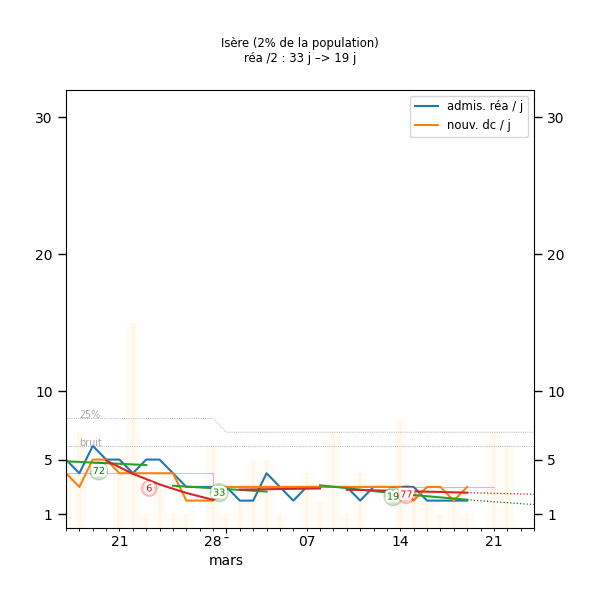 Isère (2% de la population)
réa /2 : 33 j –> 19 j
admis. réa / j
nouv. dc / j
30 30
20 20
10 10
25%
bruit
5 5
72
6
33
19
77
1 1
21 28 - 07 14 21
mars